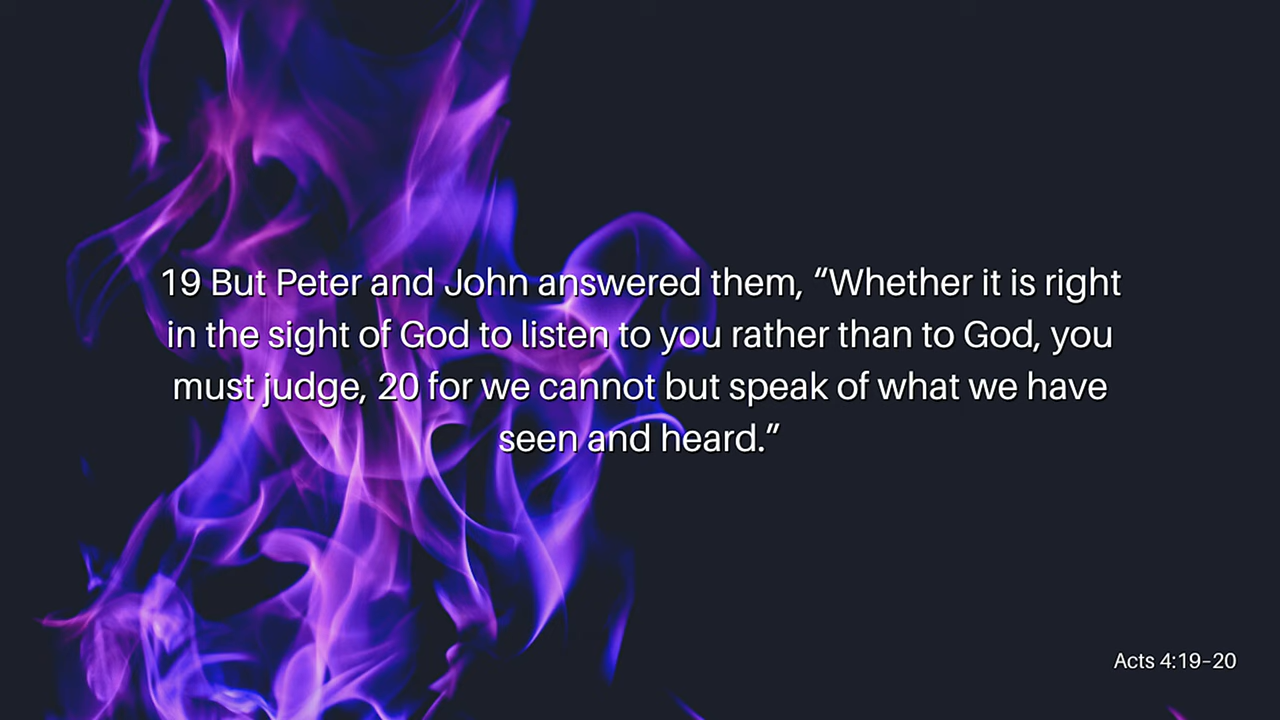 19 But Peter and John answered them, “Whether it is right
in the sight of God to listen to you rather than to God, you
must judge, 20 for we cannot but speak of what we have
seen and heard.”
Acts 4:19–20